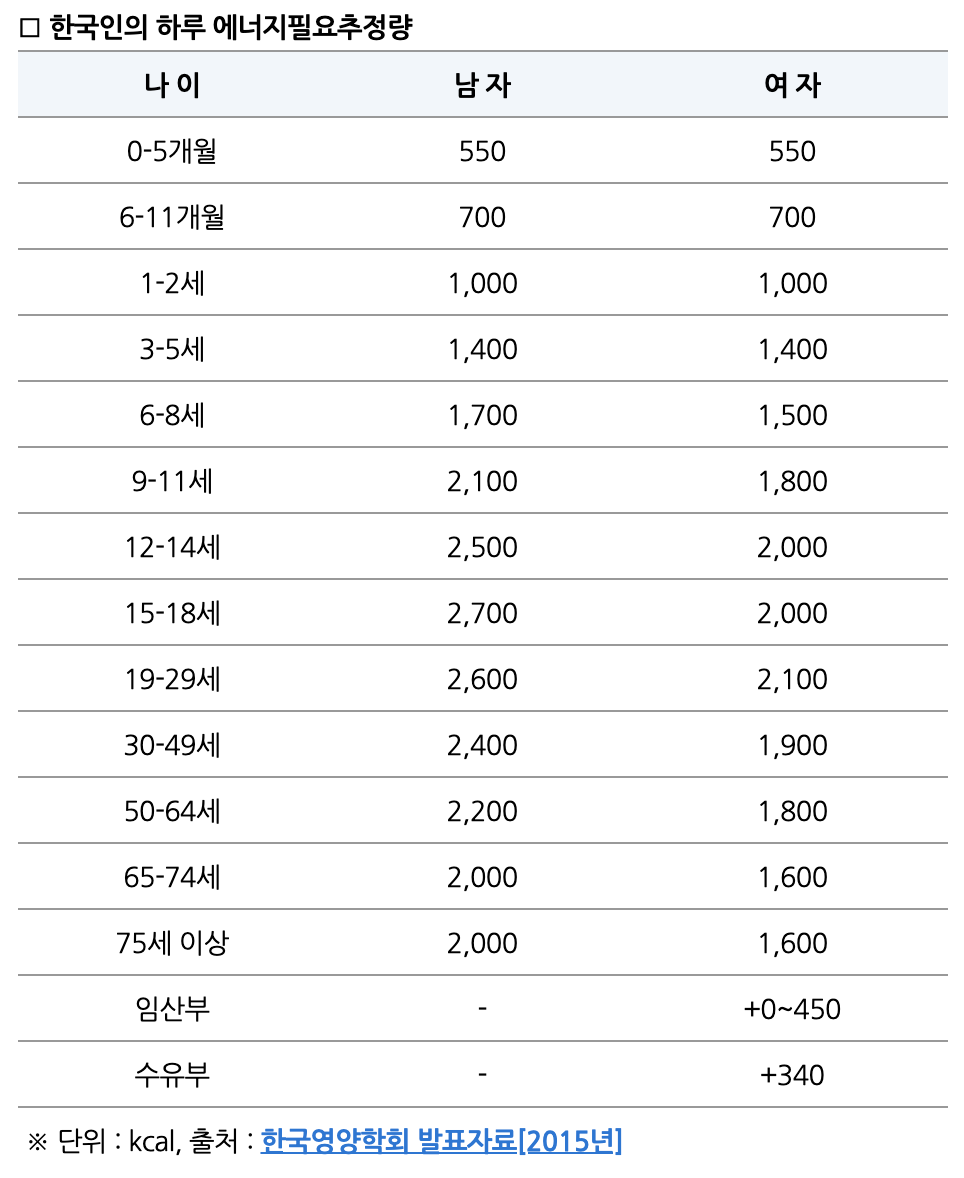 □ 한국인의 하루 에너지필요추정량
나 이 남 자 여 자
0-5개월 550 550
6-11개월 700 700
1-2세 1,000 1,000
3-5세 1,400 1,400
6-8세 1,700 1,500
9-11세 2,100 1,800
12-14세 2,500 2,000
15-18세 2,700 2,000
19-29세 2,600 2,100
30-49세 2,400 1,900
50-64세 2,200 1,800
65-74세 2,000 1,600
75세 이상 2,000 1,600
임산부 - +0~450
수유부 - +340
※ 단위 : kcal, 출처 : 한국영양학회 발표자료[2015년]